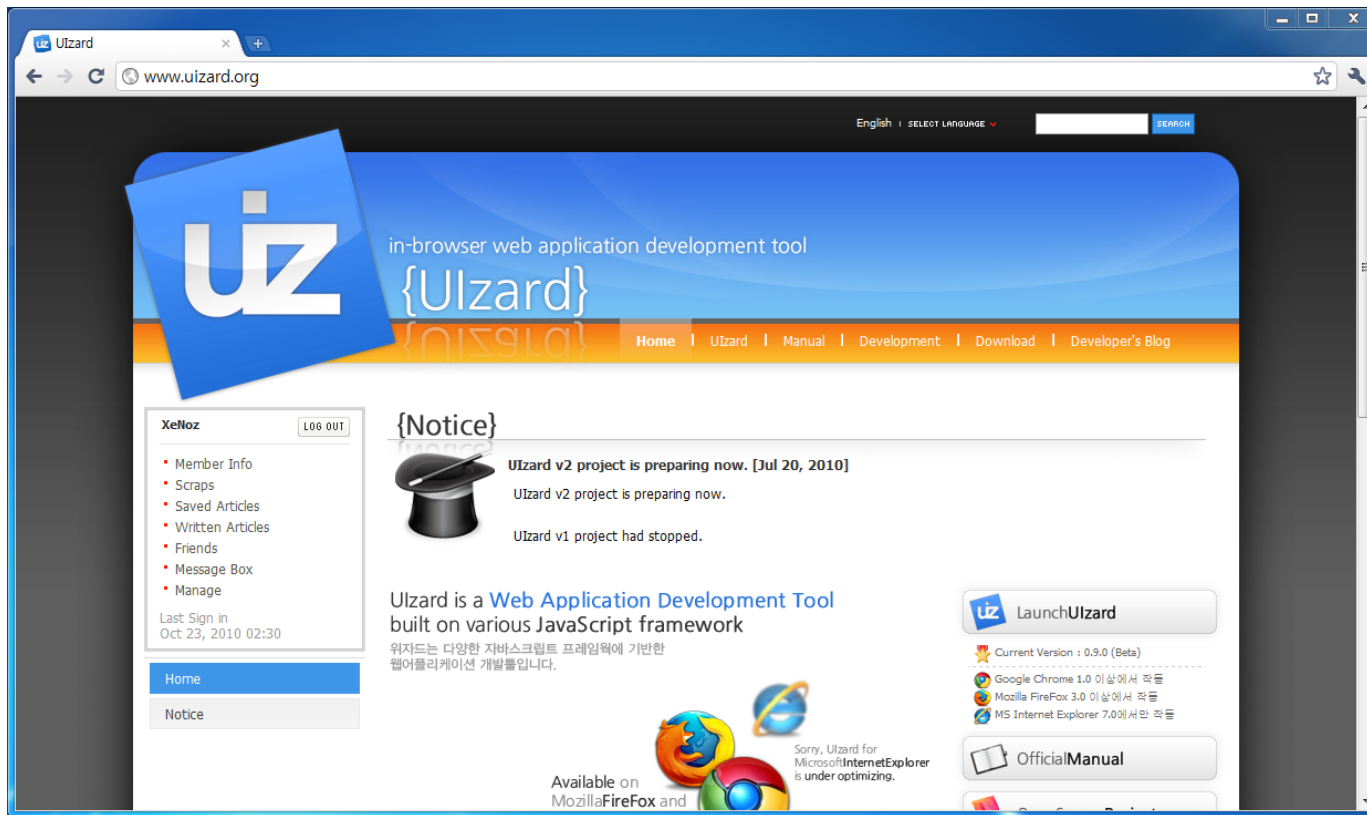 UIzard
www.uizard.org
English | SELECT LANGUAGE
SEARCH
uiz
in-browser web application development tool
{UIzard}
Home | UIzard | Manual | Development | Download | Developer's Blog
XeNoz
LOG OUT
Member Info
Scraps
Saved Articles
Written Articles
Friends
Message Box
Manage
Last Sign in
Oct 23, 2010 02:30
Home
Notice
{Notice}
UIzard v2 project is preparing now. [Jul 20, 2010]
UIzard v2 project is preparing now.
UIzard v1 project had stopped.
UIzard is a Web Application Development Tool
built on various JavaScript framework
위자드는 다양한 자바스크립트 프레임웍에 기반한
웹어플리케이션 개발툴입니다.
Sorry, UIzard for
MicrosoftInternetExplorer
is under optimizing.
Available on
MozillaFireFox and
uiz
LaunchUIzard
Current Version : 0.9.0 (Beta)
Google Chrome 1.0 이상에서 작동
Mozilla FireFox 3.0 이상에서 작동
MS Internet Explorer 7.0에서만 작동
OfficialManual